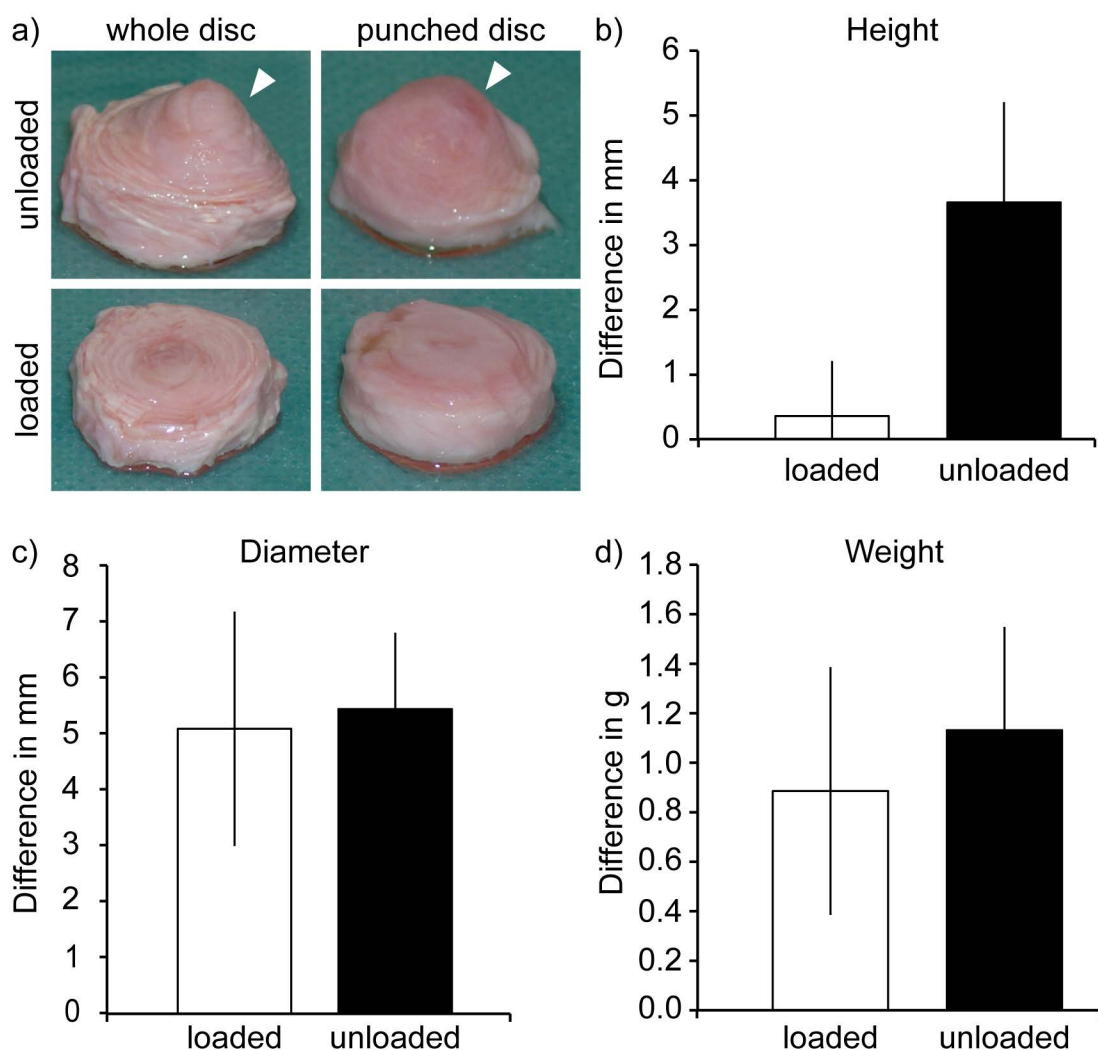 a)
whole disc
punched disc
unloaded
loaded
b)
Height
Difference in mm
6
5
4
3
2
1
0
loaded
unloaded
c)
Diameter
Difference in mm
8
7
6
5
4
3
2
1
0
loaded
unloaded
d)
Weight
Difference in g
1.8
1.6
1.4
1.2
1.0
0.8
0.6
0.4
0.2
0.0
loaded
unloaded